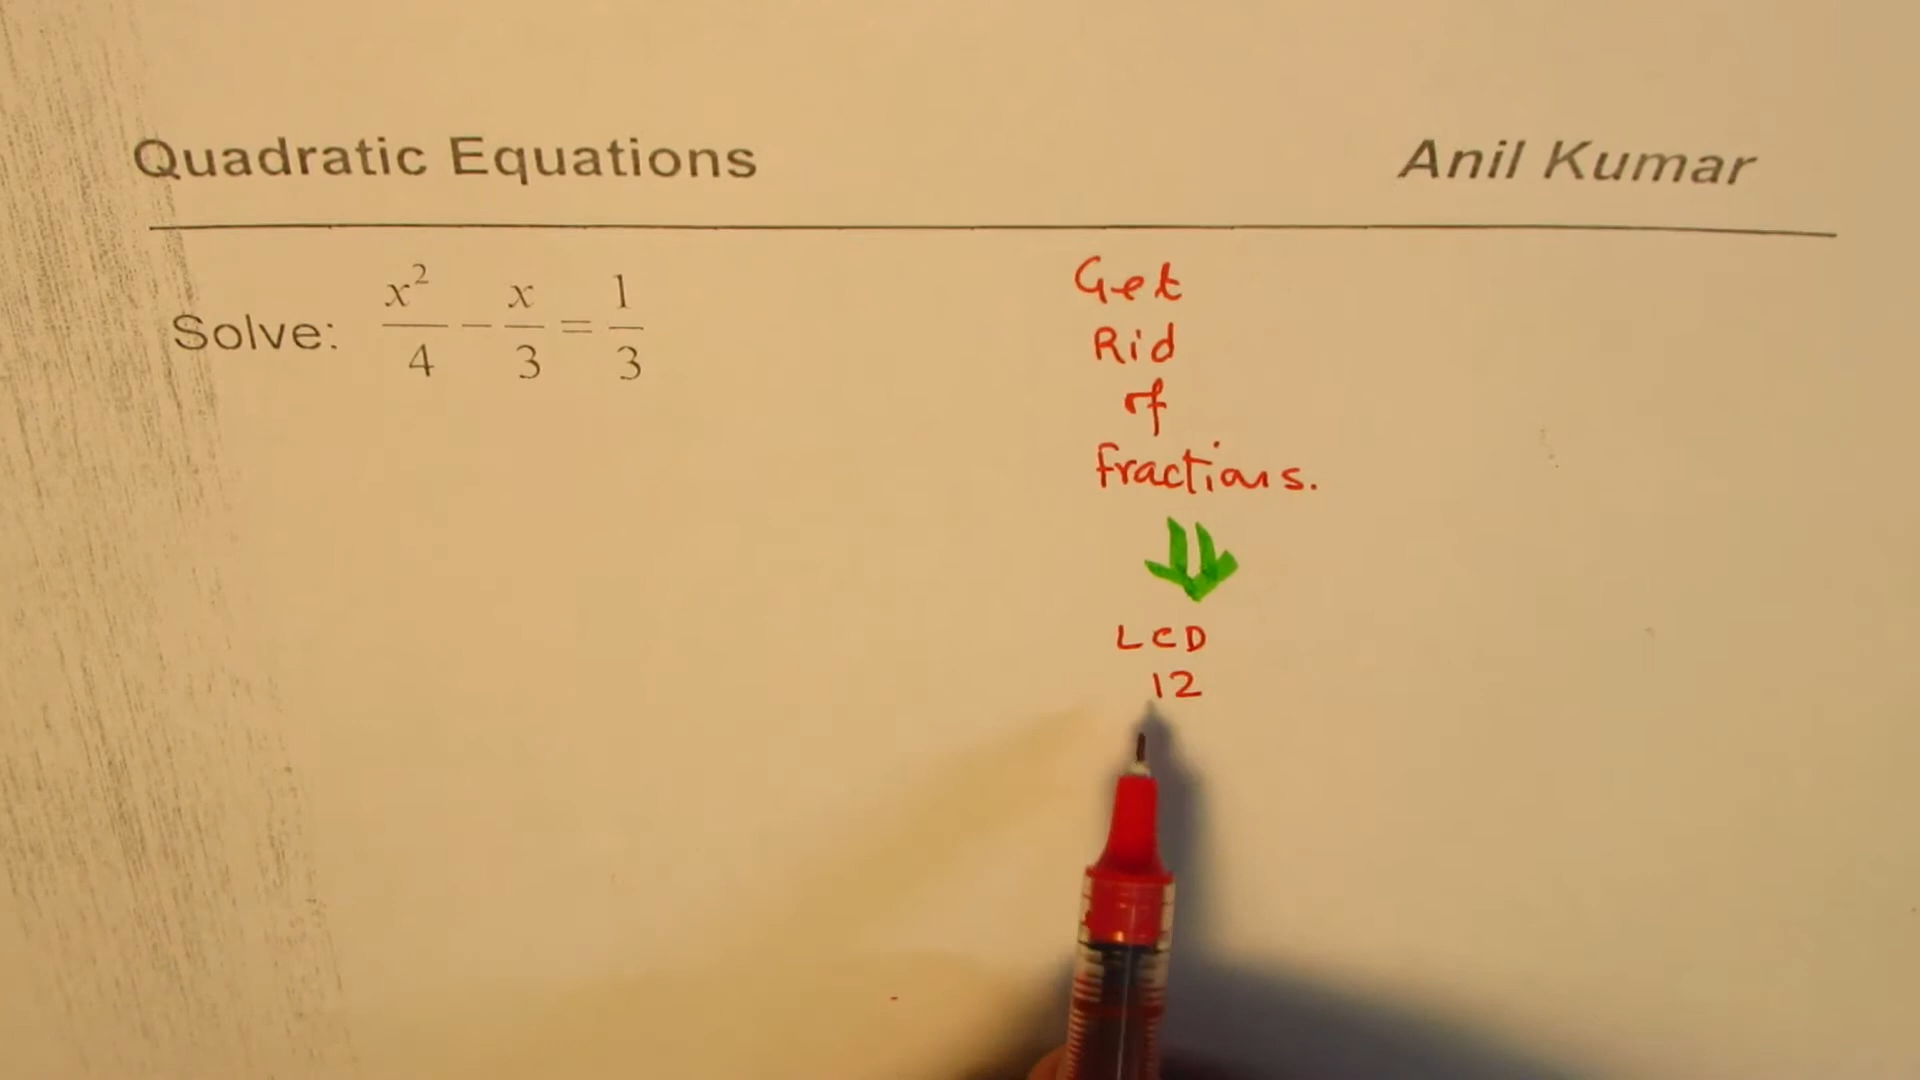 Quadratic Equations Anil Kumar
Solve: x²/4 − x/3 = 1/3
Get
Rid
of
Fractions.
LCD
12